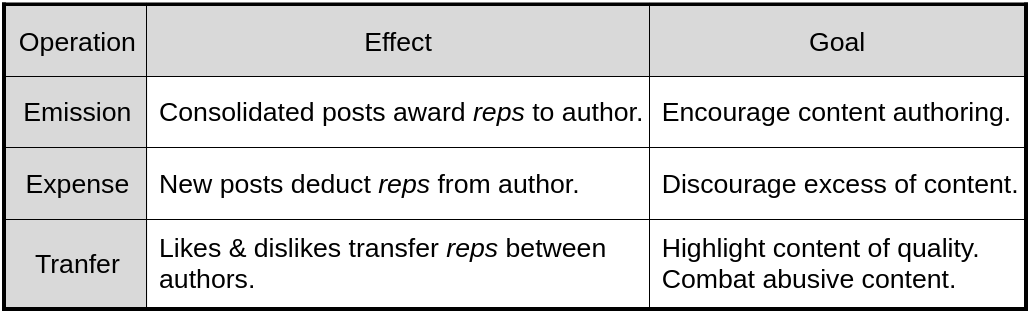 Operation Effect Goal
Emission Consolidated posts award reps to author. Encourage content authoring.
Expense New posts deduct reps from author. Discourage excess of content.
Tranfer Likes & dislikes transfer reps between authors. Highlight content of quality. Combat abusive content.